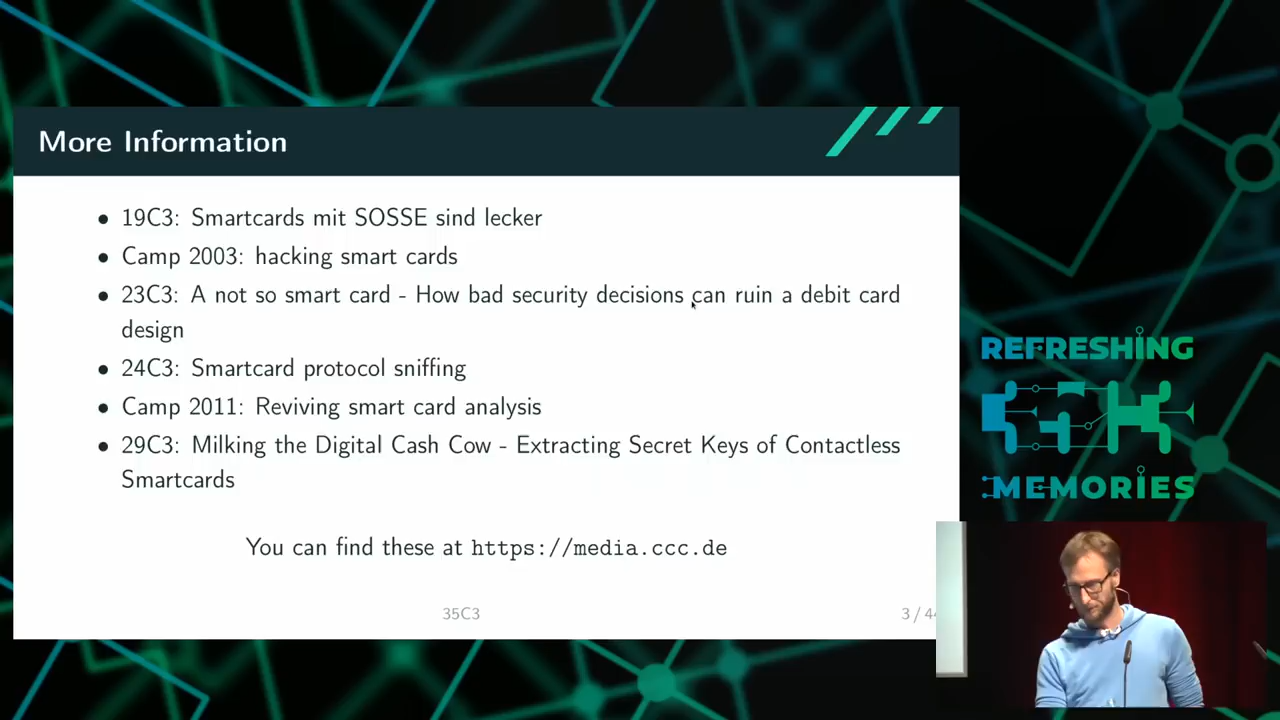 More Information
• 19C3: Smartcards mit SOSSE sind lecker
• Camp 2003: hacking smart cards
• 23C3: A not so smart card - How bad security decisions can ruin a debit card
design
• 24C3: Smartcard protocol sniffing
• Camp 2011: Reviving smart card analysis
• 29C3: Milking the Digital Cash Cow - Extracting Secret Keys of Contactless
Smartcards
You can find these at https://media.ccc.de
35C3
3 / 44
REFRESHING
MEMORIES